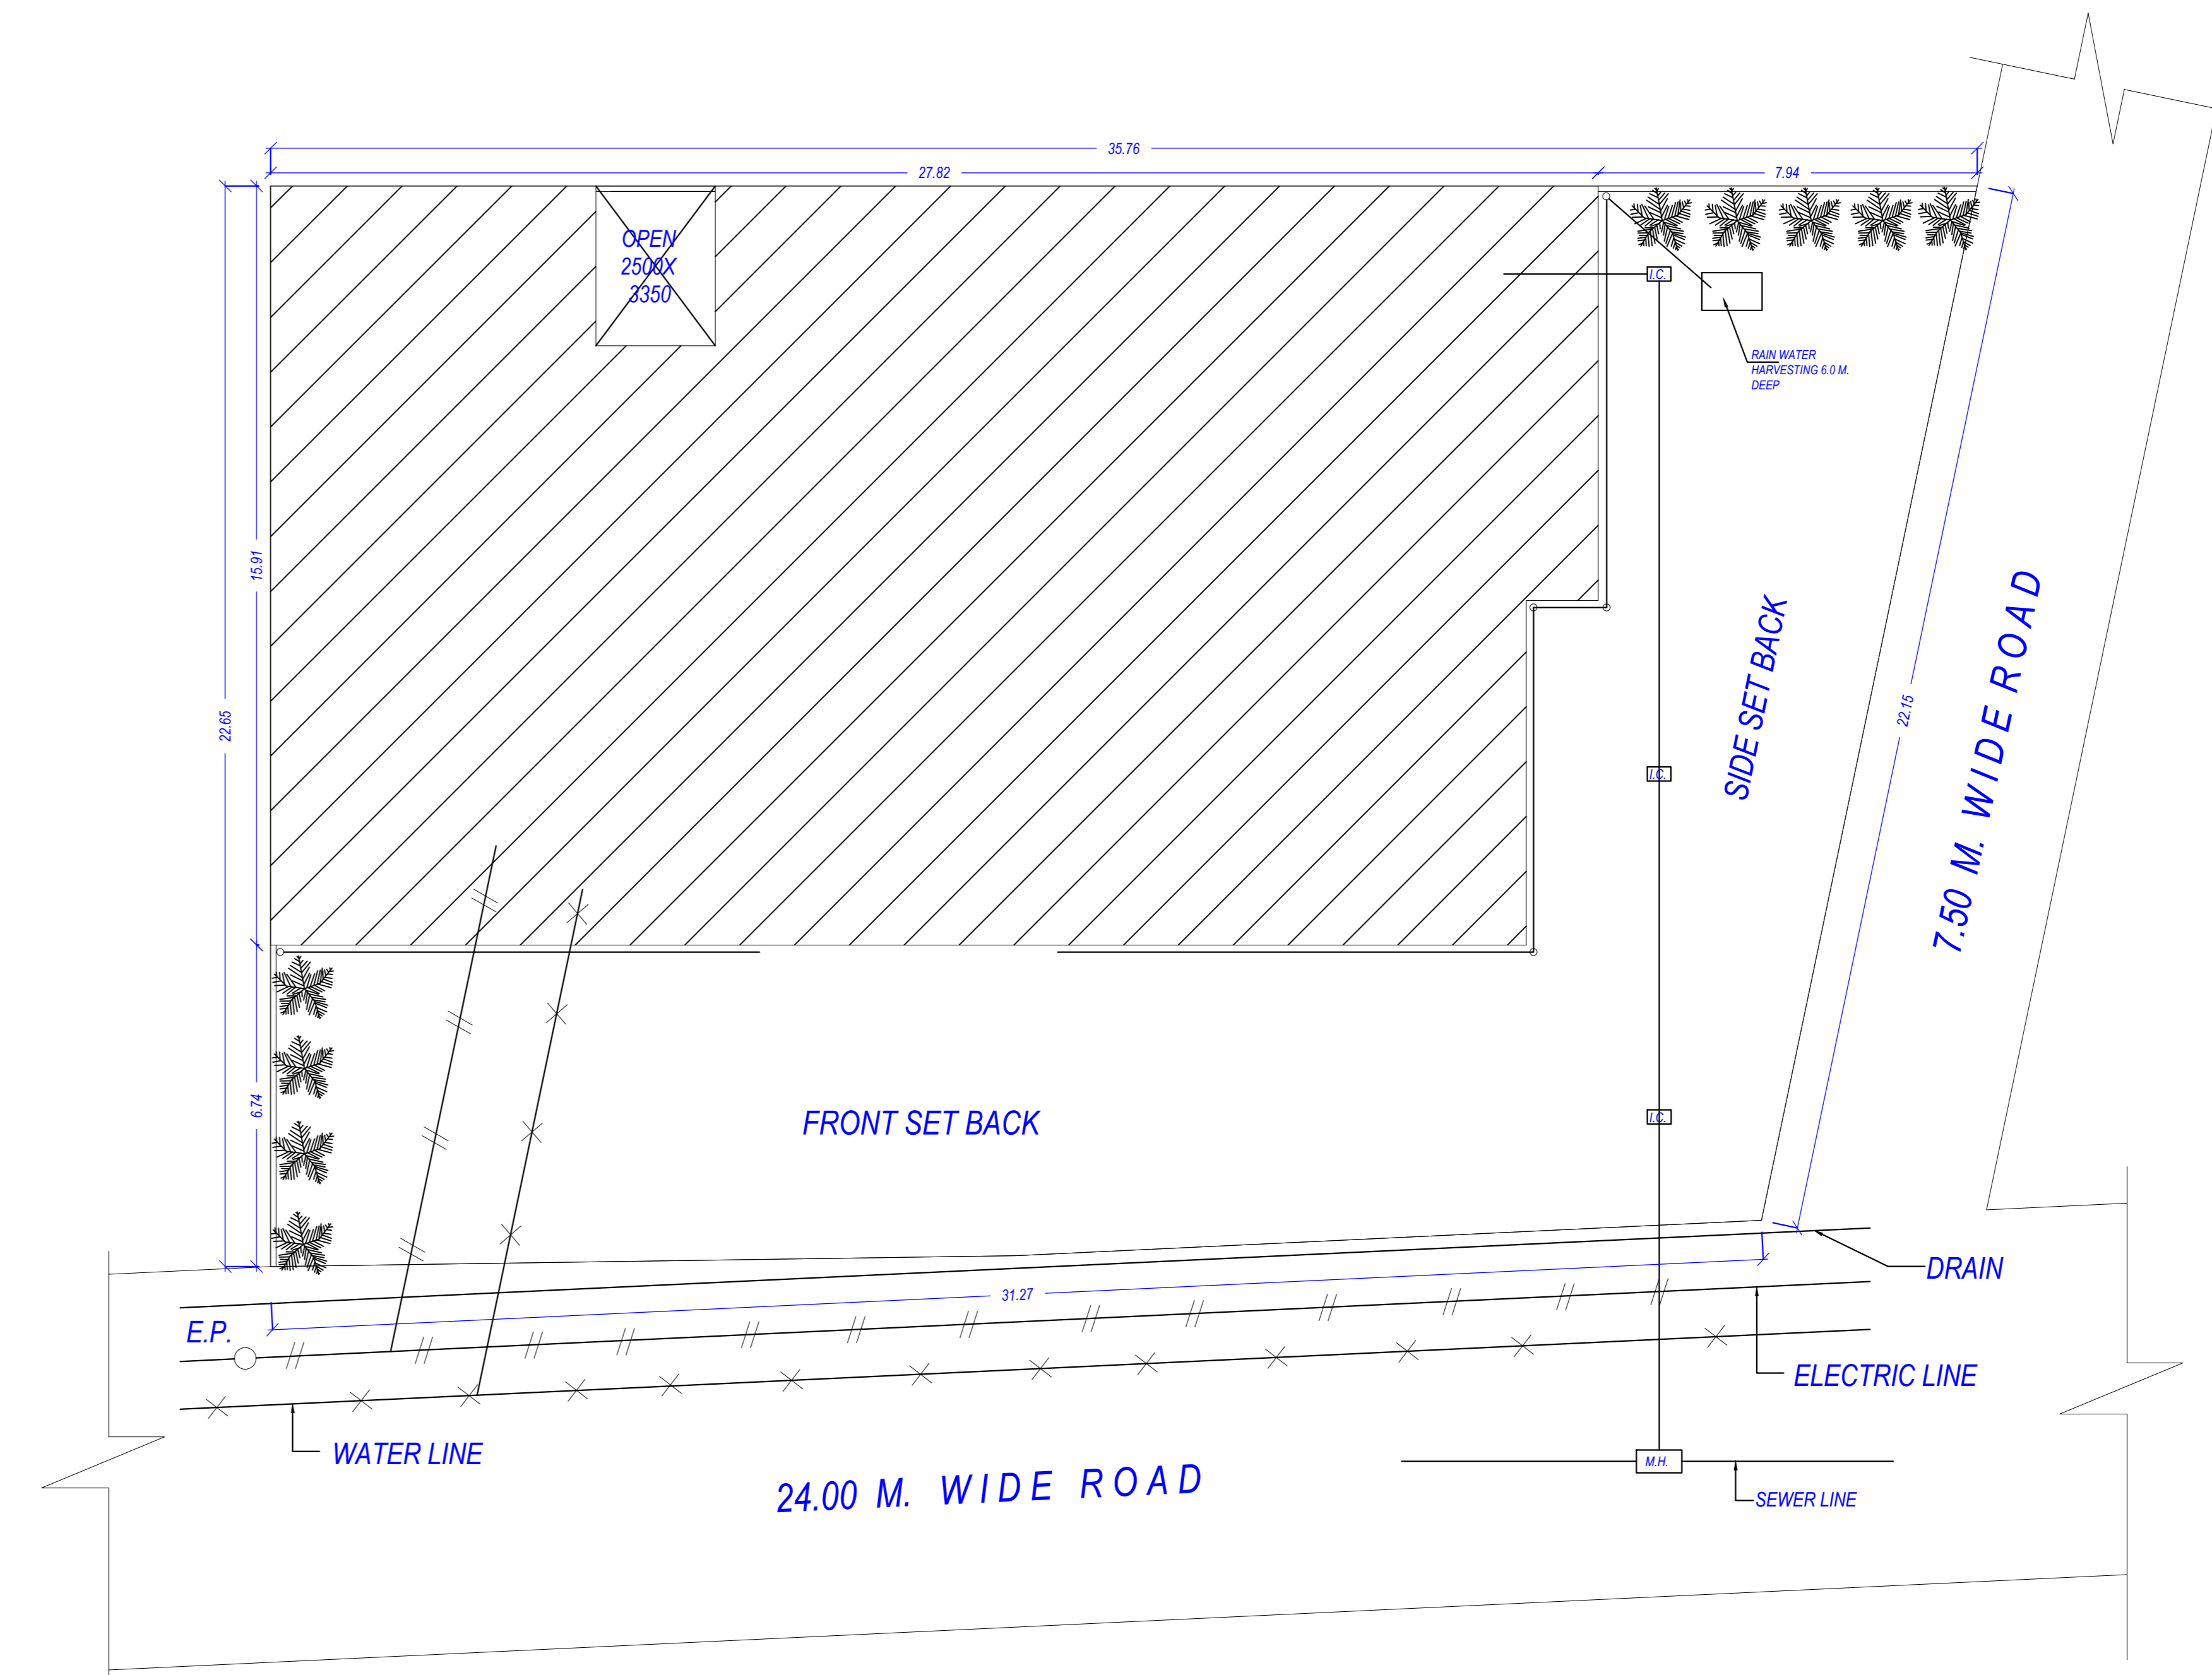 35.76
27.82
7.94
OPEN
2500X
3350
I.C.
RAIN WATER
HARVESTING 6.0 M.
DEEP
15.91
22.65
SIDE SET BACK
22.15
7.50 M. WIDE ROAD
I.C.
6.74
FRONT SET BACK
I.C.
DRAIN
31.27
E.P.
ELECTRIC LINE
WATER LINE
24.00 M. WIDE ROAD
M.H.
SEWER LINE